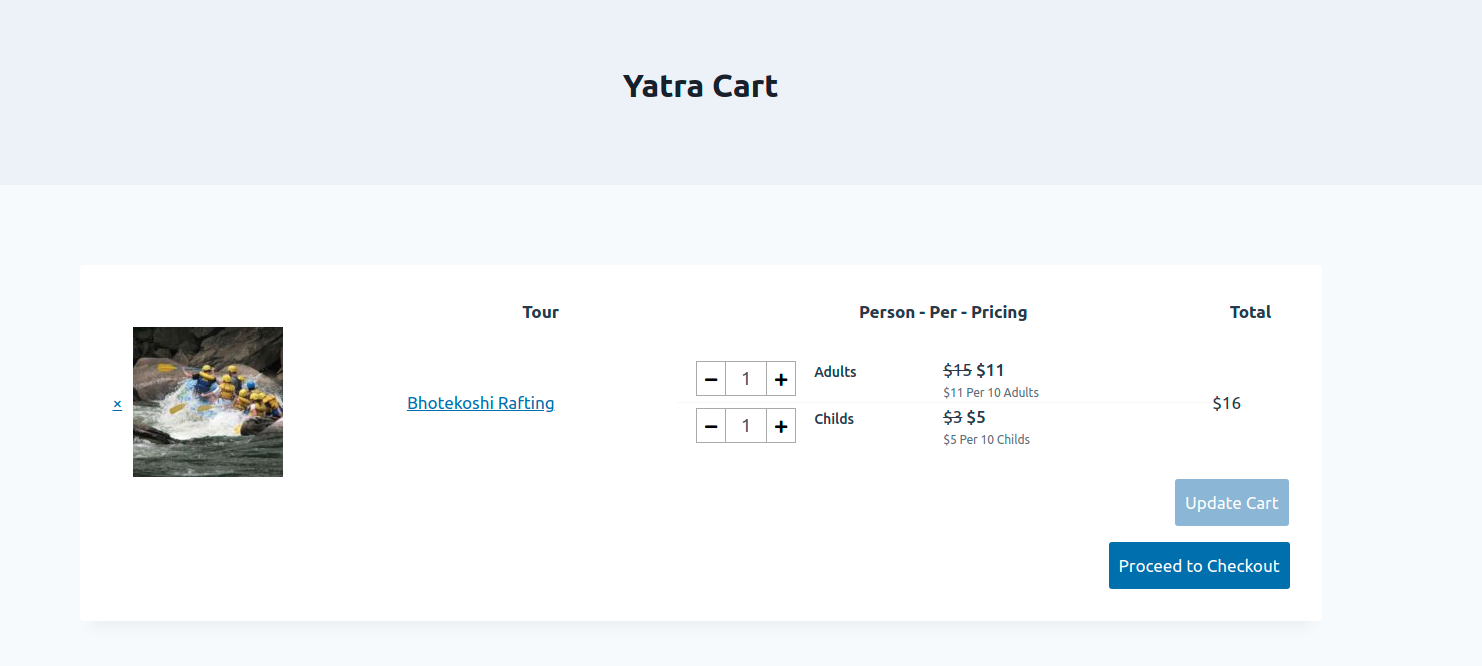 Yatra Cart
Tour
Person - Per - Pricing
Total
×
Bhotekoshi Rafting
− 1 + Adults $15 $11
$11 Per 10 Adults
− 1 + Childs $3 $5
$5 Per 10 Childs
$16
Update Cart
Proceed to Checkout